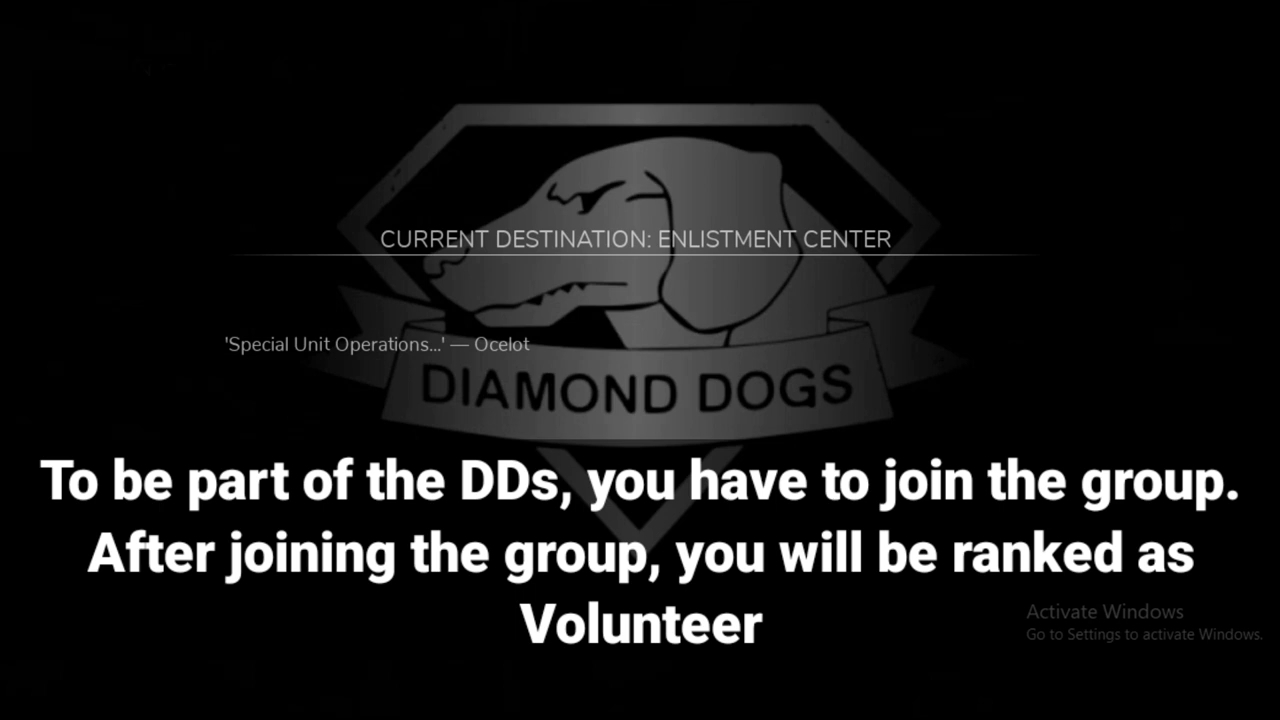 CURRENT DESTINATION: ENLISTMENT CENTER
'Special Unit Operations...' — Ocelot
DIAMOND DOGS
To be part of the DDs, you have to join the group.
After joining the group, you will be ranked as
Volunteer
Activate Windows
Go to Settings to activate Windows.